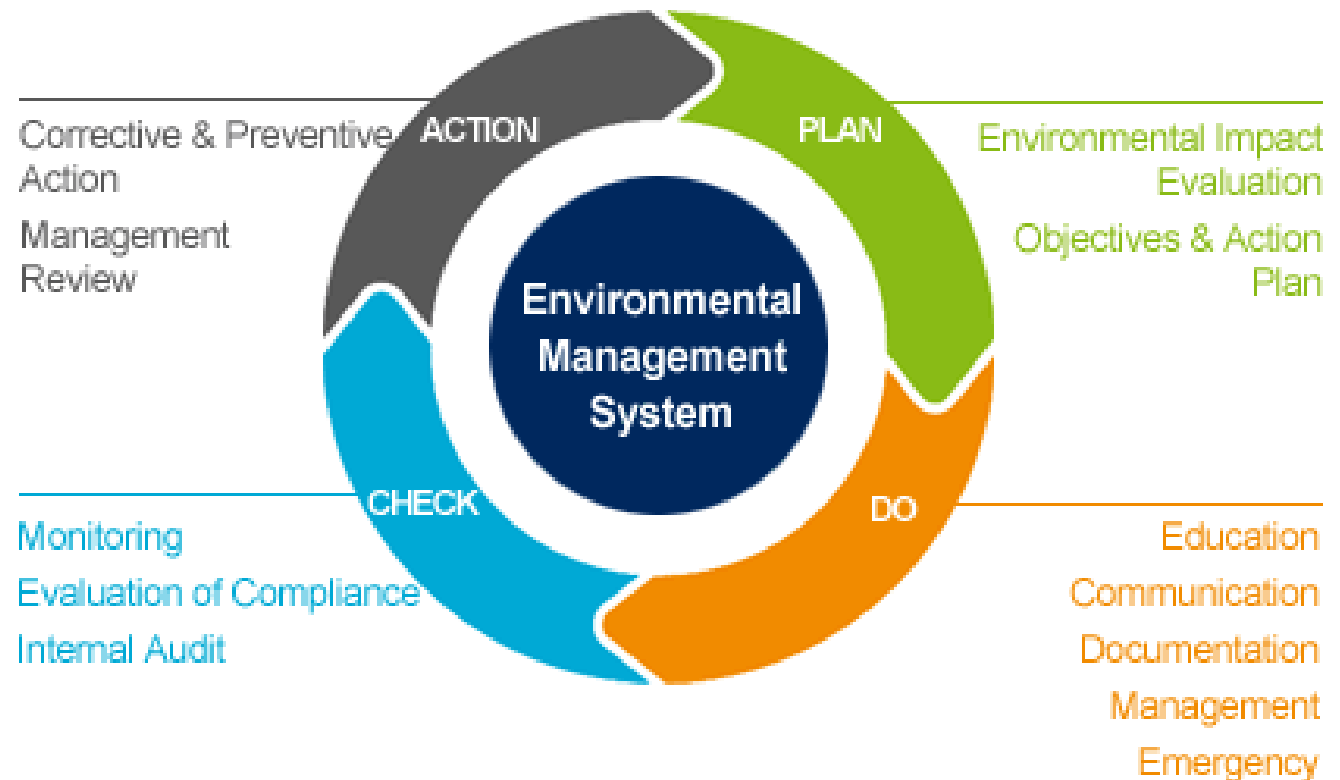 ACTION
Corrective & Preventive
Action
Management
Review
PLAN
Environmental Impact
Evaluation
Objectives & Action
Plan
Environmental
Management
System
CHECK
Monitoring
Evaluation of Compliance
Internal Audit
DO
Education
Communication
Documentation
Management
Emergency